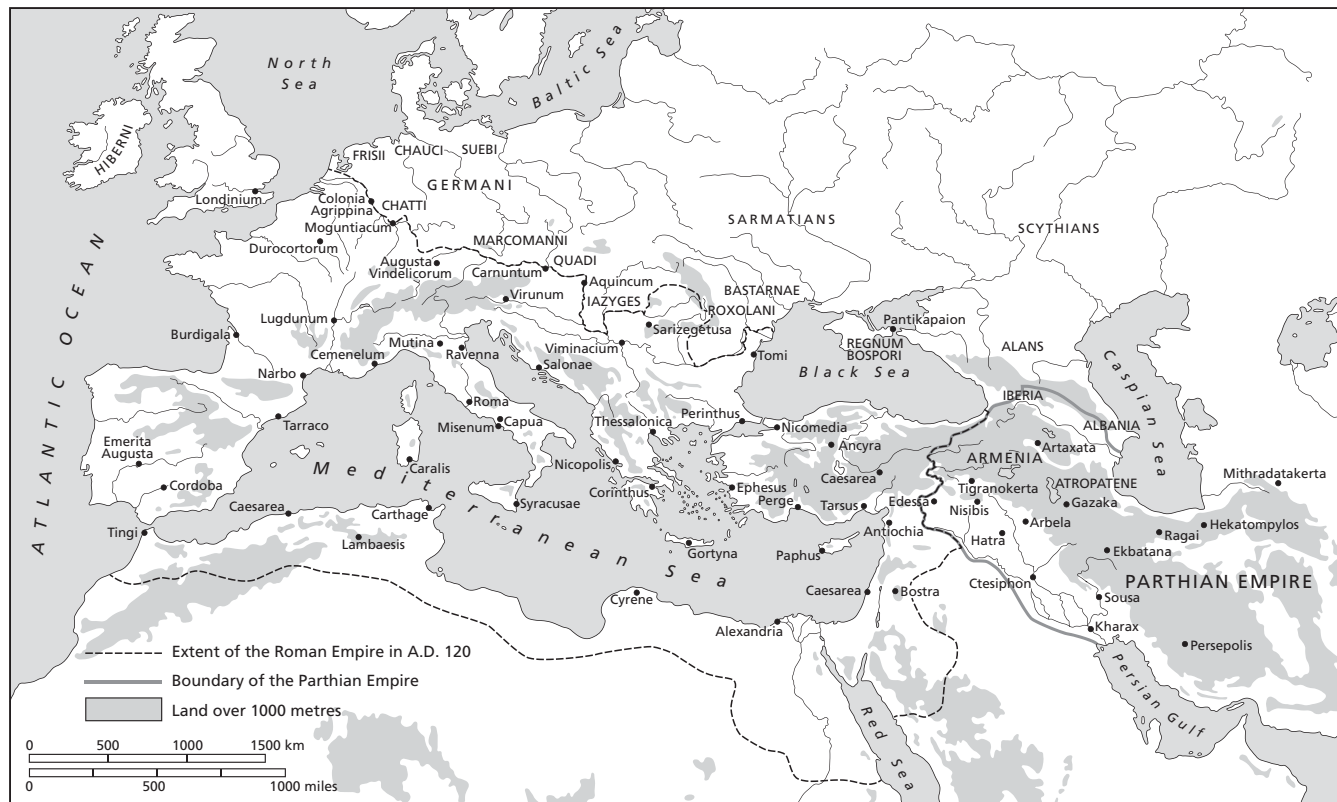 North
Sea
Baltic Sea
HIBERNI
FRISII
CHAUCI
SUEBI
GERMANI
Londinium
Colonia
Agrippina
CHATTI
Moguntiacum
Durocortorum
SARMATIANS
SCYTHIANS
MARCOMANNI
QUADI
Augusta
Vindelicorum
Carnuntum
Aquincum
IAZYGES
BASTARNAE
ROXOLANI
Virunum
Lugdunum
Sarizegetusa
Pantikapaion
REGNUM
BOSPORI
ALANS
Burdigala
Mutina
Ravenna
Cemenelum
Viminacium
Salonae
Tomi
Black Sea
Caspian Sea
Narbo
IBERIA
ALBANIA
Roma
Capua
Misenum
Tarraco
Thessalonica
Perinthus
Nicomedia
Ancyra
Artaxata
ARMENIA
Emerita
Augusta
Mediterranean Sea
Caralis
Nicopolis
Corinthus
Ephesus
Perge
Caesarea
Tarsus
Edessa
Tigranokerta
Nisibis
ATROPATENE
Gazaka
Mithradatakerta
Cordoba
Caesarea
Carthage
Syracusae
Antiochia
Hatra
Arbela
Ragai
Hekatompylos
Tingi
Lambaesis
Gortyna
Paphus
Ekbatana
ATLANTIC OCEAN
Ctesiphon
PARTHIAN EMPIRE
Cyrene
Caesarea
Bostra
Sousa
Alexandria
Kharax
Persepolis
Persian Gulf
Red Sea
Extent of the Roman Empire in A.D. 120
Boundary of the Parthian Empire
Land over 1000 metres
0 500 1000 1500 km
0 500 1000 miles